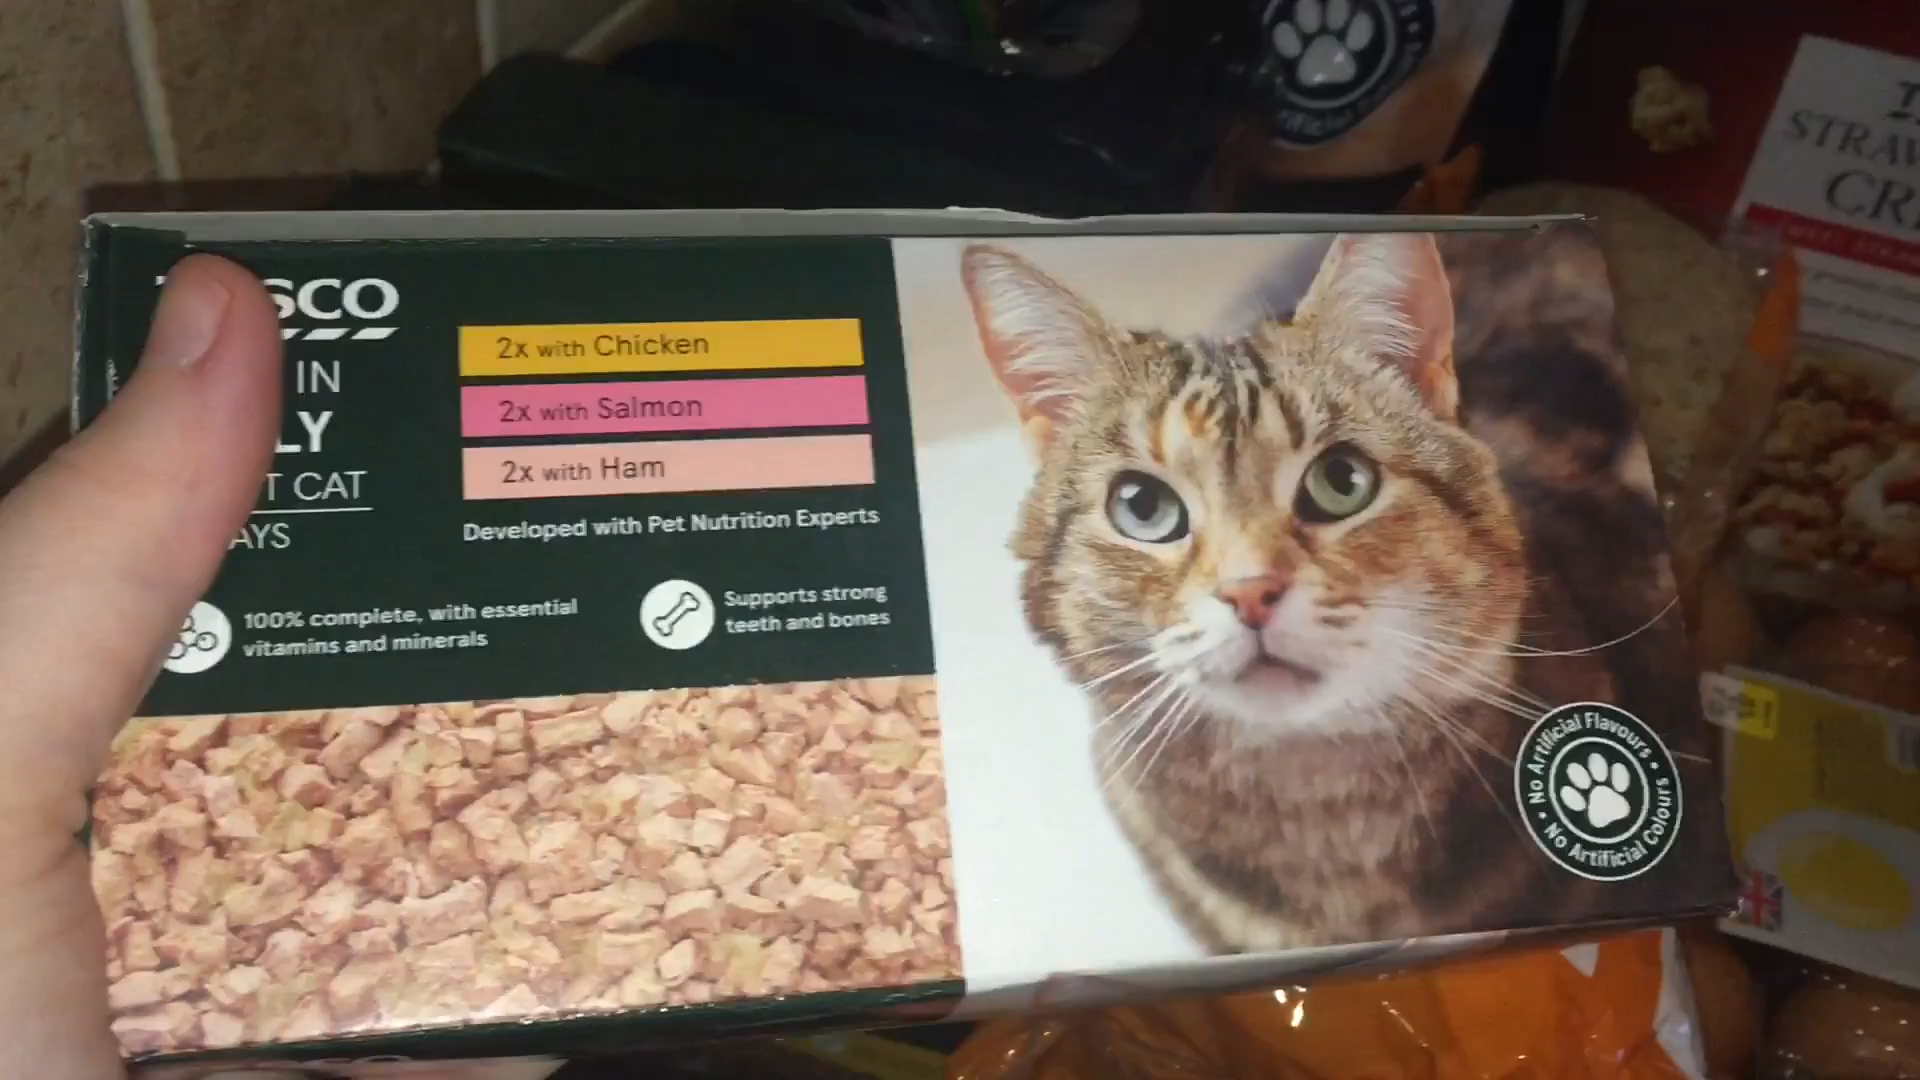 SCO
IN
LY
T CAT
AYS
2x with Chicken
2x with Salmon
2x with Ham
Developed with Pet Nutrition Experts
100% complete, with essential
vitamins and minerals
Supports strong
teeth and bones
No Artificial Flavours • No Artificial Colours •
STRAW
CR